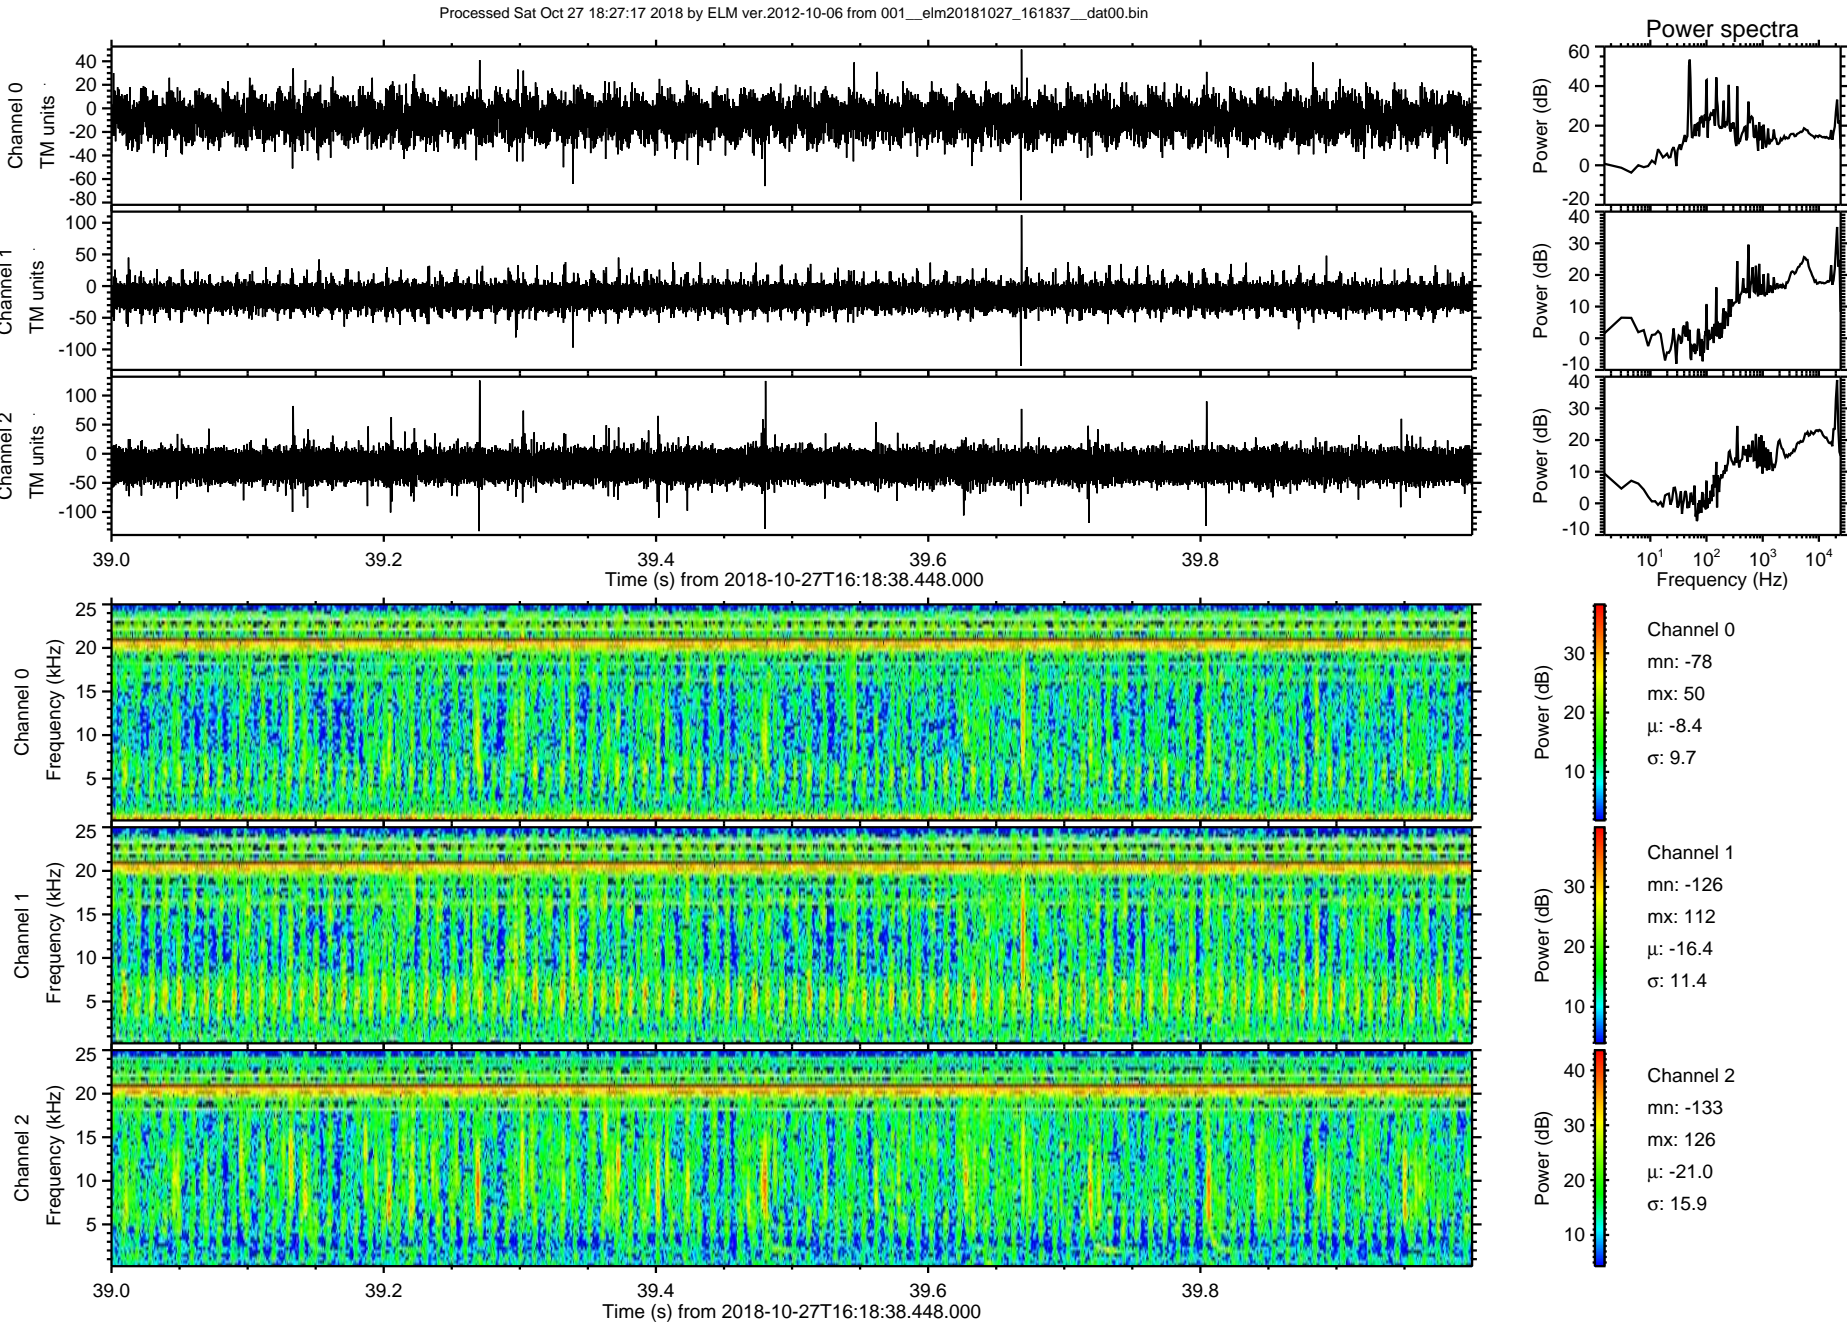 Processed Sat Oct 27 18:27:17 2018 by ELM ver.2012-10-06 from 001__elm20181027_161837__dat00.bin
Power spectra
Channel 0
TM units
40
20
0
-20
-40
-60
-80
Power (dB)
60
40
20
0
-20
Channel 1
TM units
100
50
0
-50
-100
Power (dB)
40
30
20
10
0
-10
Channel 2
TM units
100
50
0
-50
-100
Power (dB)
40
30
20
10
0
-10
39.0 39.2 39.4 39.6 39.8
Time (s) from 2018-10-27T16:18:38.448.000
10¹ 10² 10³ 10⁴
Frequency (Hz)
Channel 0
Frequency (kHz)
25
20
15
10
5
Power (dB)
30
20
10
Channel 0
mn: -78
mx: 50
µ: -8.4
σ: 9.7
Channel 1
Frequency (kHz)
25
20
15
10
5
Power (dB)
30
20
10
Channel 1
mn: -126
mx: 112
µ: -16.4
σ: 11.4
Channel 2
Frequency (kHz)
25
20
15
10
5
Power (dB)
40
30
20
10
Channel 2
mn: -133
mx: 126
µ: -21.0
σ: 15.9
39.0 39.2 39.4 39.6 39.8
Time (s) from 2018-10-27T16:18:38.448.000